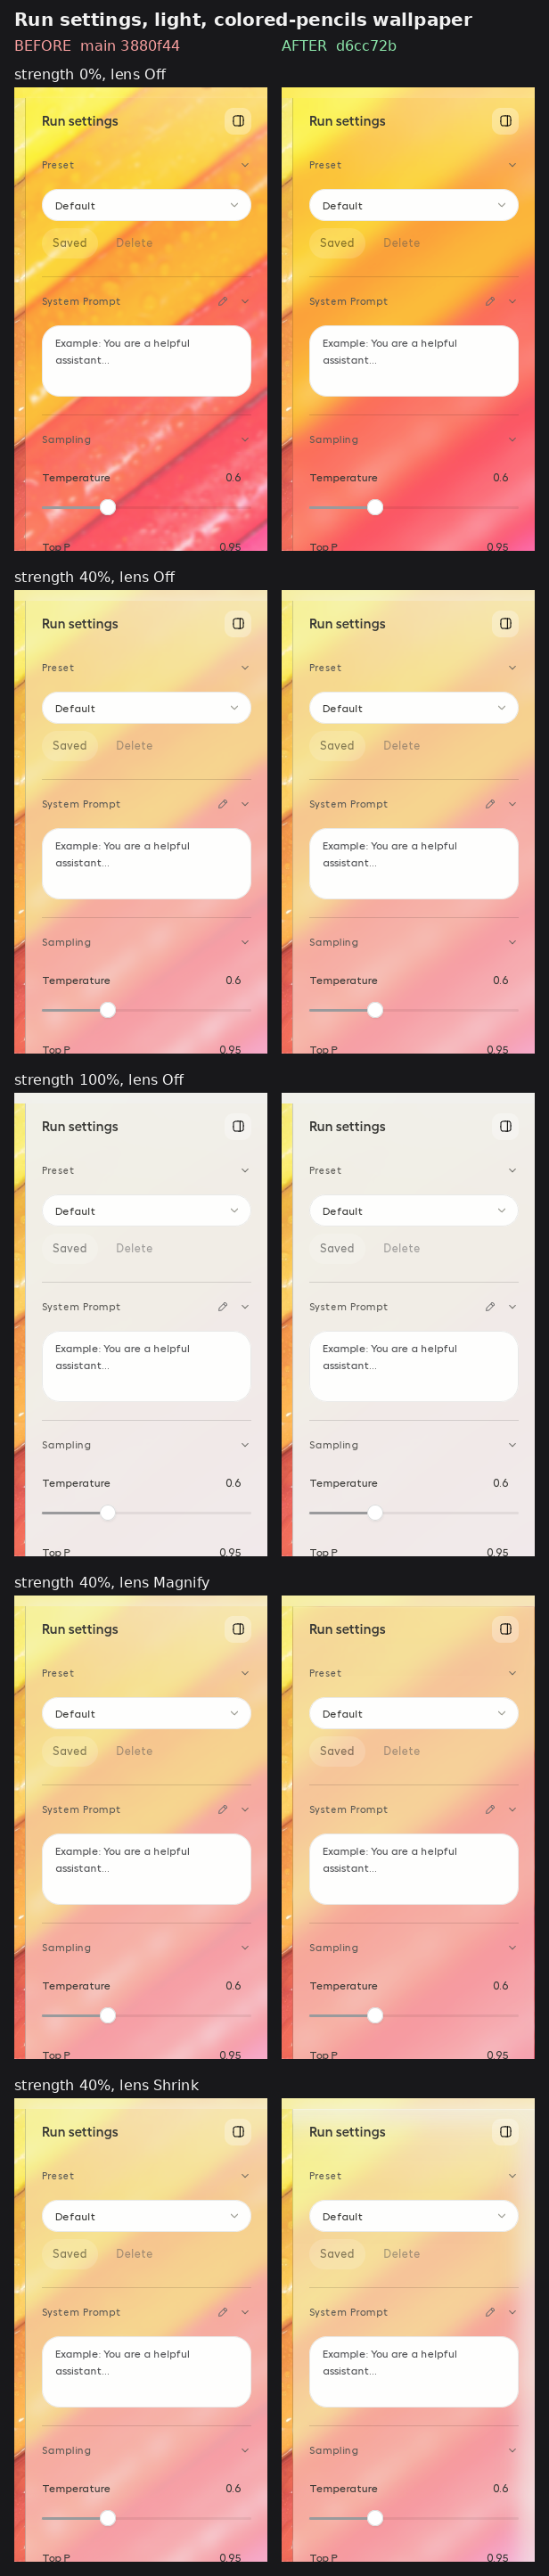 Run settings, light, colored-pencils wallpaper
BEFORE main 3880f44 AFTER d6cc72b
strength 0%, lens Off
Run settings Run settings
Preset Preset
Default Default
Saved Delete Saved Delete
System Prompt System Prompt
Example: You are a helpful Example: You are a helpful
assistant... assistant...
Sampling Sampling
Temperature 0.6 Temperature 0.6
Top P 0.95 Top P 0.95
strength 40%, lens Off
Run settings Run settings
Preset Preset
Default Default
Saved Delete Saved Delete
System Prompt System Prompt
Example: You are a helpful Example: You are a helpful
assistant... assistant...
Sampling Sampling
Temperature 0.6 Temperature 0.6
Top P 0.95 Top P 0.95
strength 100%, lens Off
Run settings Run settings
Preset Preset
Default Default
Saved Delete Saved Delete
System Prompt System Prompt
Example: You are a helpful Example: You are a helpful
assistant... assistant...
Sampling Sampling
Temperature 0.6 Temperature 0.6
Top P 0.95 Top P 0.95
strength 40%, lens Magnify
Run settings Run settings
Preset Preset
Default Default
Saved Delete Saved Delete
System Prompt System Prompt
Example: You are a helpful Example: You are a helpful
assistant... assistant...
Sampling Sampling
Temperature 0.6 Temperature 0.6
Top P 0.95 Top P 0.95
strength 40%, lens Shrink
Run settings Run settings
Preset Preset
Default Default
Saved Delete Saved Delete
System Prompt System Prompt
Example: You are a helpful Example: You are a helpful
assistant... assistant...
Sampling Sampling
Temperature 0.6 Temperature 0.6
Top P 0.95 Top P 0.95